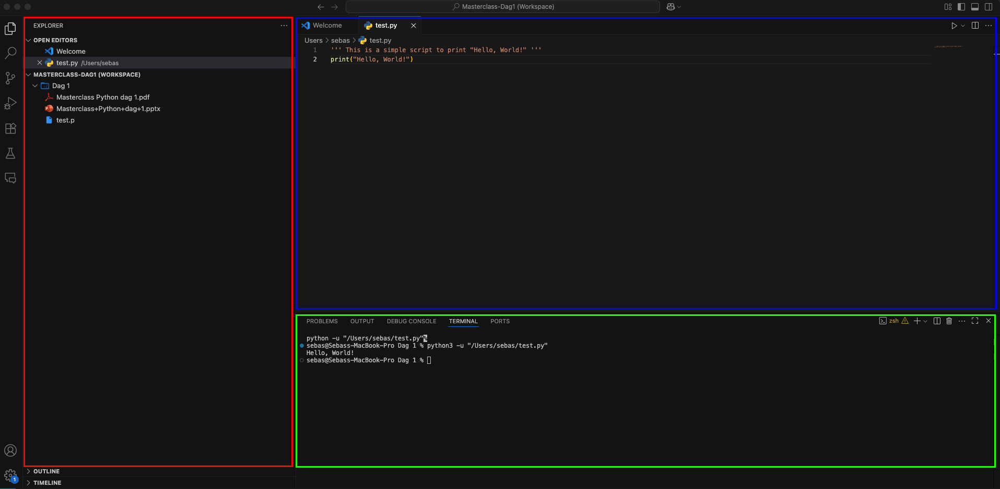 Masterclass-Dag1 (Workspace)
EXPLORER
OPEN EDITORS
Welcome
test.py /Users/sebas
MASTERCLASS-DAG1 (WORKSPACE)
Dag 1
Masterclass Python dag 1.pdf
Masterclass+Python+dag+1.pptx
test.p
OUTLINE
TIMELINE
1
Welcome
test.py
Users > sebas > test.py
1 ''' This is a simple script to print "Hello, World!" '''
2 print("Hello, World!")
PROBLEMS OUTPUT DEBUG CONSOLE TERMINAL PORTS
zsh
python -u "/Users/sebas/test.py"%
sebas@Sebass-MacBook-Pro Dag 1 % python3 -u "/Users/sebas/test.py"
Hello, World!
sebas@Sebass-MacBook-Pro Dag 1 %